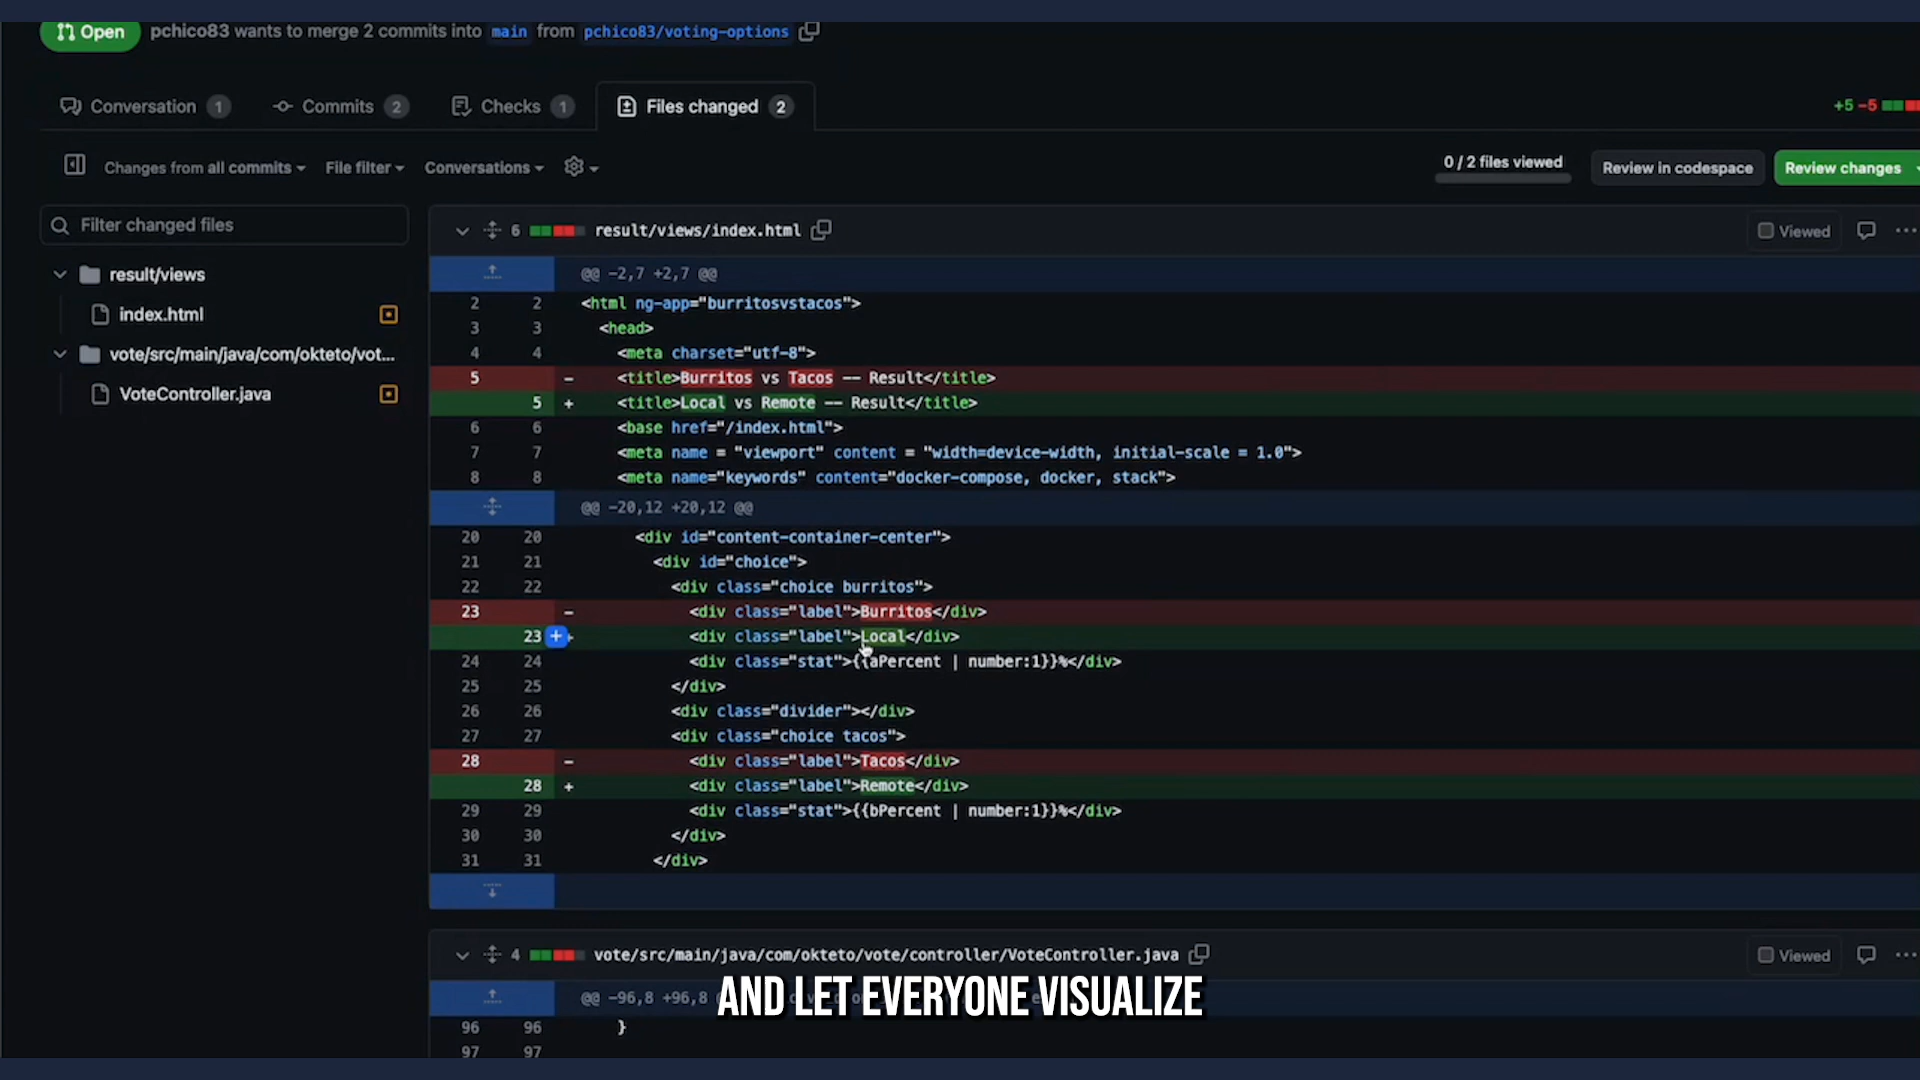 Open pchico83 wants to merge 2 commits into main from pchico83/voting-options
Conversation 1 Commits 2 Checks 1 Files changed 2 +5 −5
Changes from all commits File filter Conversations 0 / 2 files viewed Review in codespace Review changes
Filter changed files
result/views
index.html
vote/src/main/java/com/okteto/vot...
VoteController.java
6 result/views/index.html Viewed
@@ -2,7 +2,7 @@
2 2 <html ng-app="burritosvstacos">
3 3 <head>
4 4 <meta charset="utf-8">
5 - <title>Burritos vs Tacos -- Result</title>
5 + <title>Local vs Remote -- Result</title>
6 6 <base href="/index.html">
7 7 <meta name = "viewport" content = "width=device-width, initial-scale = 1.0">
8 8 <meta name="keywords" content="docker-compose, docker, stack">
@@ -20,12 +20,12 @@
20 20 <div id="content-container-center">
21 21 <div id="choice">
22 22 <div class="choice burritos">
23 - <div class="label">Burritos</div>
23 + <div class="label">Local</div>
24 24 <div class="stat">{{aPercent | number:1}}%</div>
25 25 </div>
26 26 <div class="divider"></div>
27 27 <div class="choice tacos">
28 - <div class="label">Tacos</div>
28 + <div class="label">Remote</div>
29 29 <div class="stat">{{bPercent | number:1}}%</div>
30 30 </div>
31 31 </div>
4 vote/src/main/java/com/okteto/vote/controller/VoteController.java Viewed
@@ -96,8 +96,8
AND LET EVERYONE VISUALIZE
96 96 }
97 97